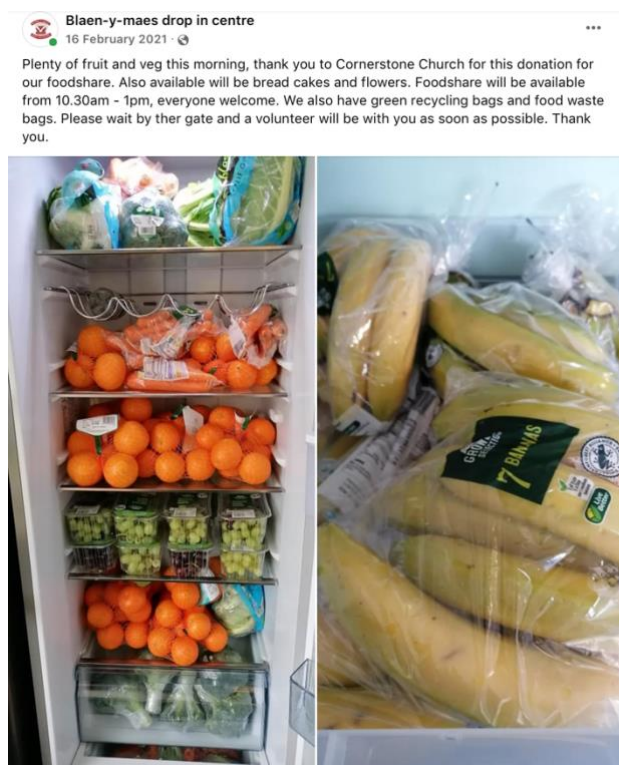 Blaen-y-maes drop in centre
16 February 2021
Plenty of fruit and veg this morning, thank you to Cornerstone Church for this donation for
our foodshare. Also available will be bread cakes and flowers. Foodshare will be available
from 10.30am - 1pm, everyone welcome. We also have green recycling bags and food waste
bags. Please wait by ther gate and a volunteer will be with you as soon as possible. Thank
you.
7 BANANAS
Live
Better